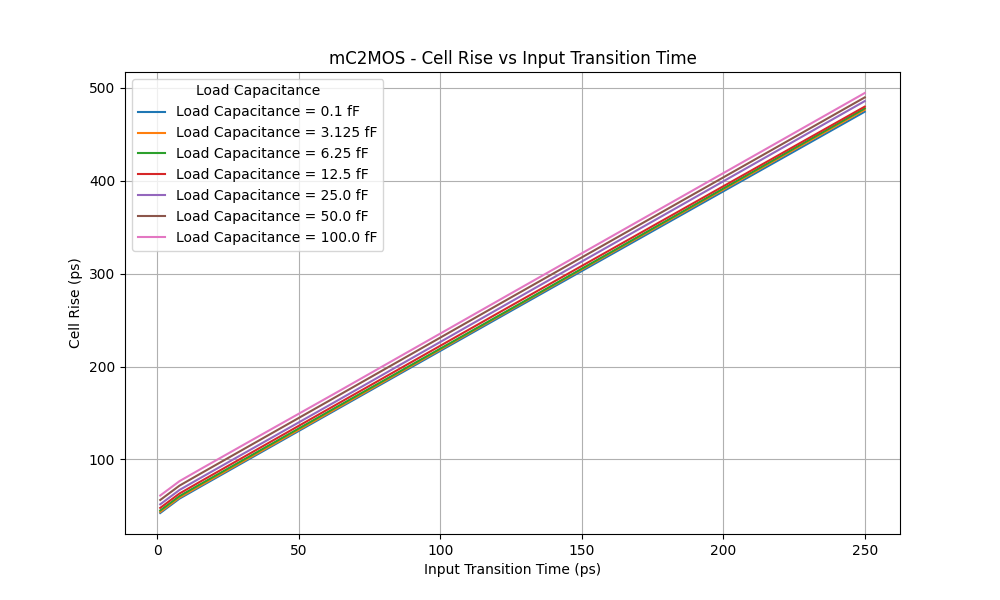 mC2MOS - Cell Rise vs Input Transition Time
Load Capacitance
Load Capacitance = 0.1 fF
Load Capacitance = 3.125 fF
Load Capacitance = 6.25 fF
Load Capacitance = 12.5 fF
Load Capacitance = 25.0 fF
Load Capacitance = 50.0 fF
Load Capacitance = 100.0 fF
Cell Rise (ps)
500
400
300
200
100
0 50 100 150 200 250
Input Transition Time (ps)